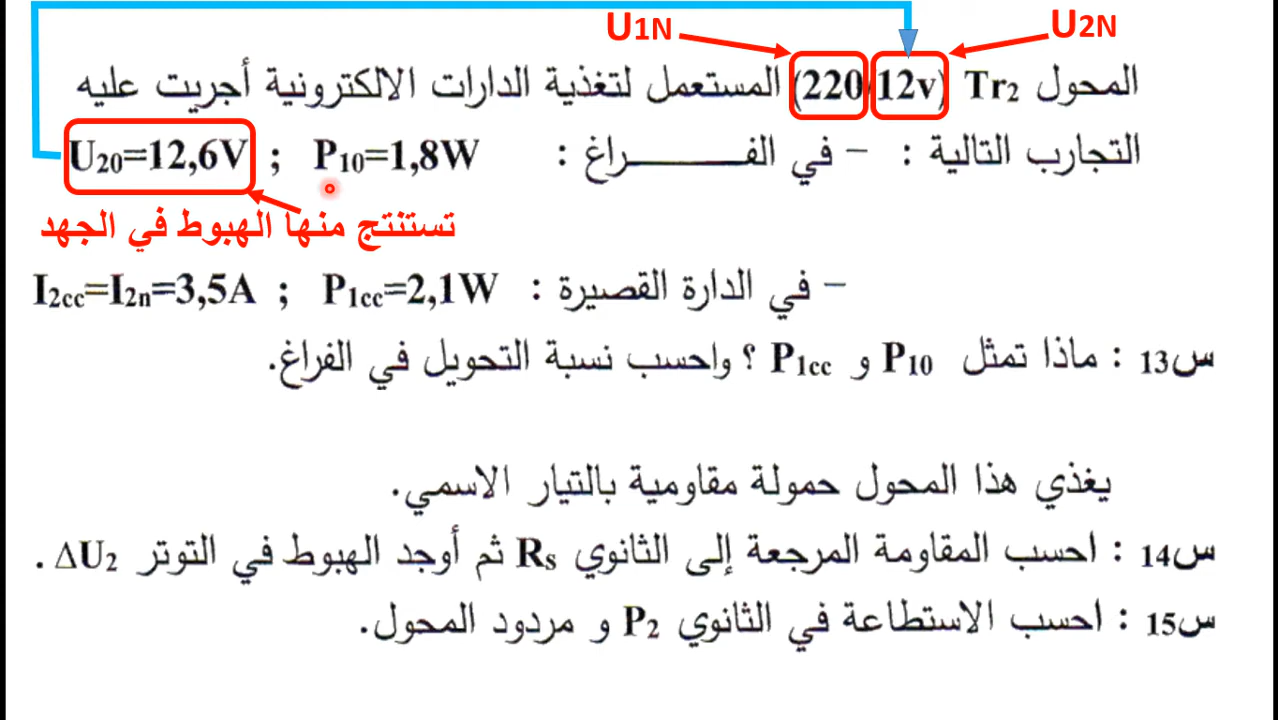 U1N
U2N
المحول Tr2 (220/12v) المستعمل لتغذية الدارات الالكترونية أجريت عليه
التجارب التالية : – في الفـــــــــراغ : P10=1,8W ; U20=12,6V
تستنتج منها الهبوط في الجهد
– في الدارة القصيرة : P1cc=2,1W ; I2cc=I2n=3,5A
س13 : ماذا تمثل P10 و P1cc ؟ واحسب نسبة التحويل في الفراغ.
يغذي هذا المحول حمولة مقاومية بالتيار الاسمي.
س14 : احسب المقاومة المرجعة إلى الثانوي Rs ثم أوجد الهبوط في التوتر ΔU2 .
س15 : احسب الاستطاعة في الثانوي P2 و مردود المحول.